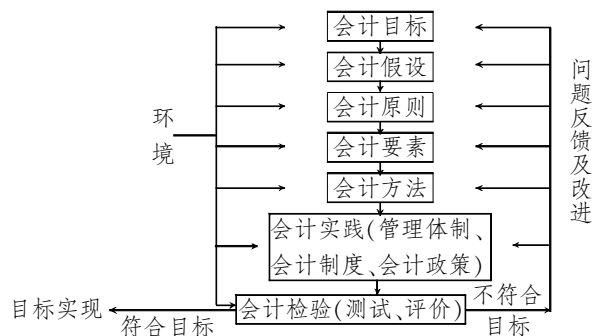 会计目标
会计假设
会计原则
会计要素
会计方法
会计实践(管理体制、
会计制度、会计政策)
会计检验(测试、评价)
环境
问题反馈及改进
目标实现
符合目标
不符合
目标